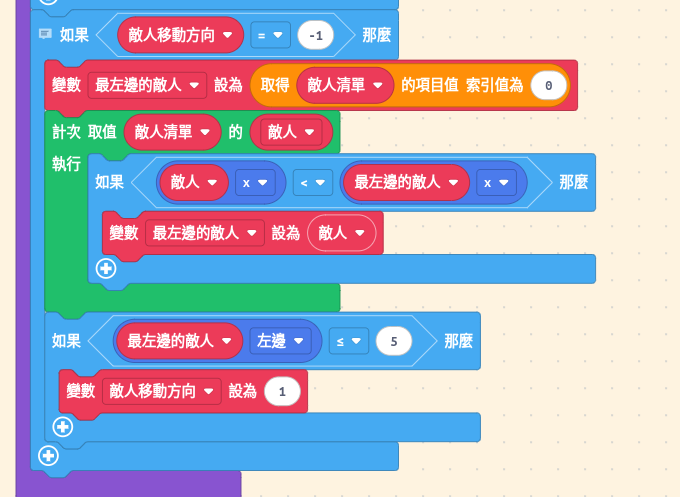 如果 敵人移動方向 = -1 那麼
變數 最左邊的敵人 設為 取得 敵人清單 的項目值 索引值為 0
計次 取值 敵人清單 的 敵人
執行
如果 敵人 x < 最左邊的敵人 x 那麼
變數 最左邊的敵人 設為 敵人
如果 最左邊的敵人 左邊 ≤ 5 那麼
變數 敵人移動方向 設為 1